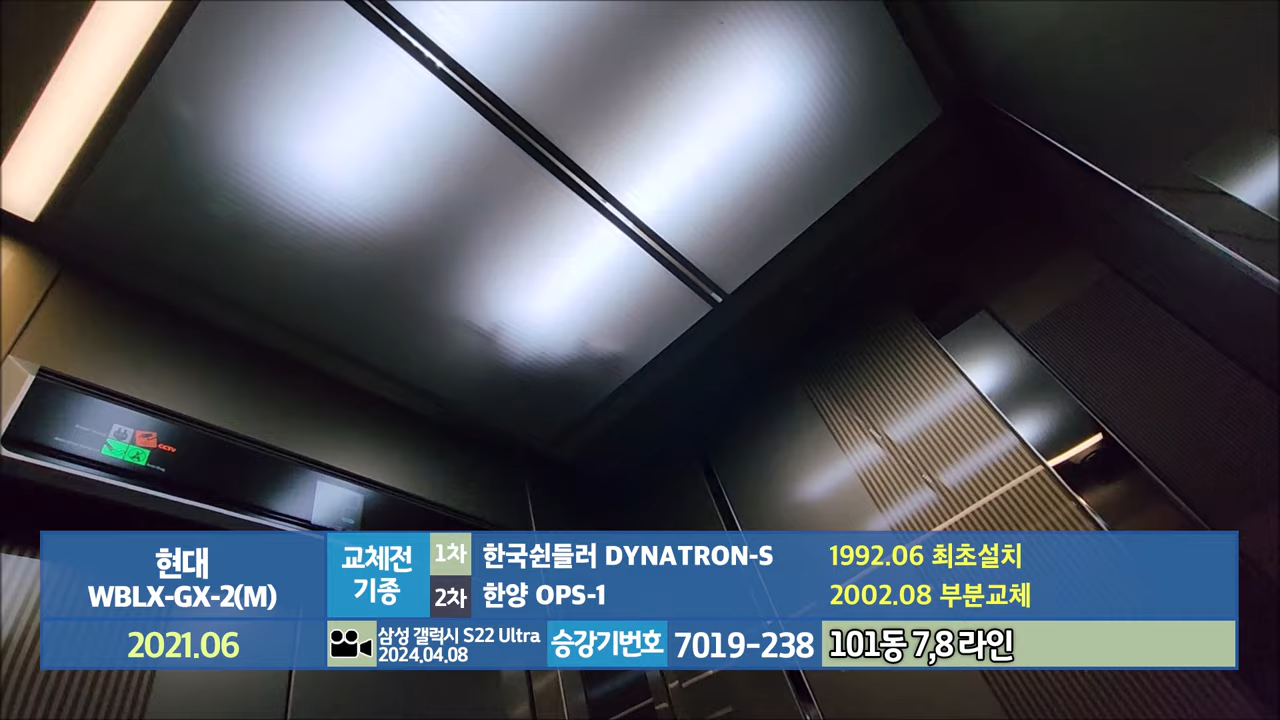 CCTV
현대
WBLX-GX-2(M)
2021.06
교체전
기종
1차 한국쉰들러 DYNATRON-S 1992.06 최초설치
2차 한양 OPS-1 2002.08 부분교체
삼성 갤럭시 S22 Ultra
2024.04.08
승강기번호 7019-238 101동 7,8 라인